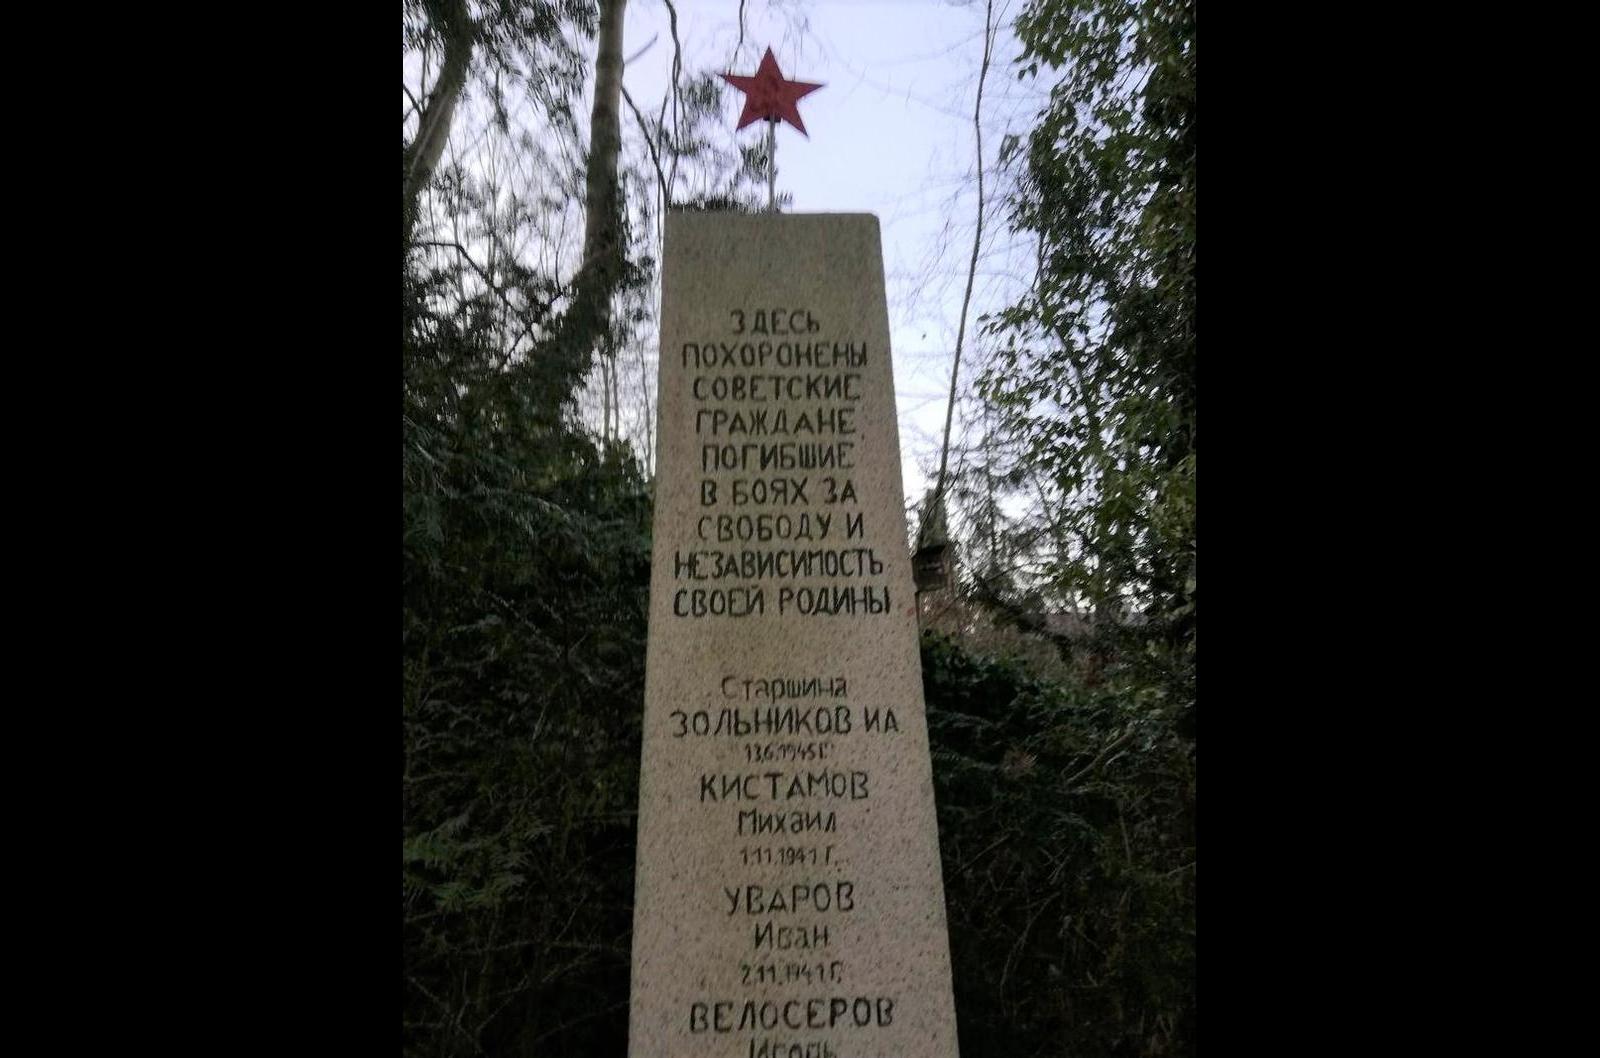 ЗДЕСЬ
ПОХОРОНЕНЫ
СОВЕТСКИЕ
ГРАЖДАНЕ,
ПОГИБШИЕ
В БОЯХ ЗА
СВОБОДУ И
НЕЗАВИСИМОСТЬ
СВОЕЙ РОДИНЫ
Старшина
ЗОЛЬНИКОВ И А
13.6.1945 Г.
КИСТАМОВ
Михаил
1.11.1941 Г.
УВАРОВ
Иван
2.11.1941 Г.
ВЕЛОСЕРОВ
Игорь